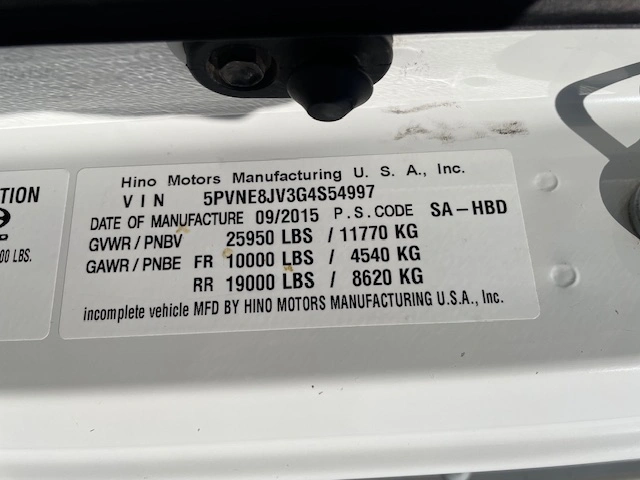 Hino Motors Manufacturing U. S. A., Inc.
VIN 5PVNE8JV3G4S54997
DATE OF MANUFACTURE 09/2015 P.S.CODE SA-HBD
GVWR / PNBV 25950 LBS / 11770 KG
GAWR / PNBE FR 10000 LBS / 4540 KG
RR 19000 LBS / 8620 KG
incomplete vehicle MFD BY HINO MOTORS MANUFACTURING U.S.A., Inc.
LBS.